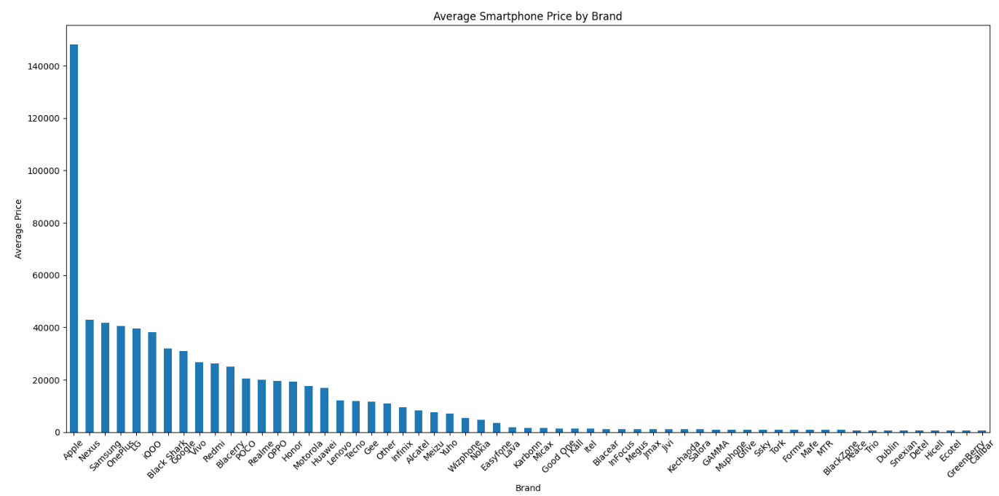 Average Smartphone Price by Brand
Average Price
140000
120000
100000
80000
60000
40000
20000
0
Apple
Nexus
Samsung
OnePlus
LG
iQOO
Black Shark
Google
Vivo
Redmi
Blacerry
POCO
Realme
OPPO
Honor
Motorola
Huawei
Lenovo
Tecno
Gee
Other
Infinix
Alcatel
Meizu
Yuho
Wizphone
Nokia
Easyfone
Lava
Karbonn
Micax
Good One
I Kall
Itel
Blacear
InFocus
Megus
Jmax
Jivi
Kechaoda
Salora
GAMMA
Muphone
Gfive
Ssky
Tork
Forme
Mafe
MTR
BlackZone
Peace
Trio
Dublin
Snexian
Detel
Hicell
Ecotel
GreenBerry
Callbar
Brand